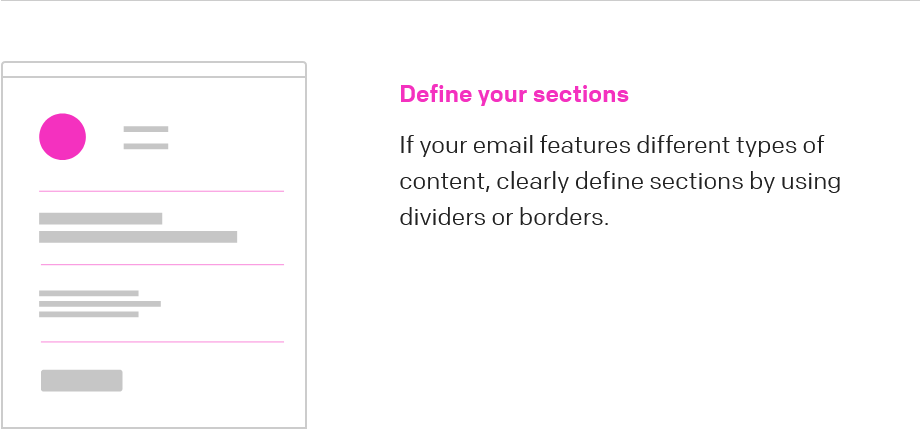 Define your sections
If your email features different types of
content, clearly define sections by using
dividers or borders.